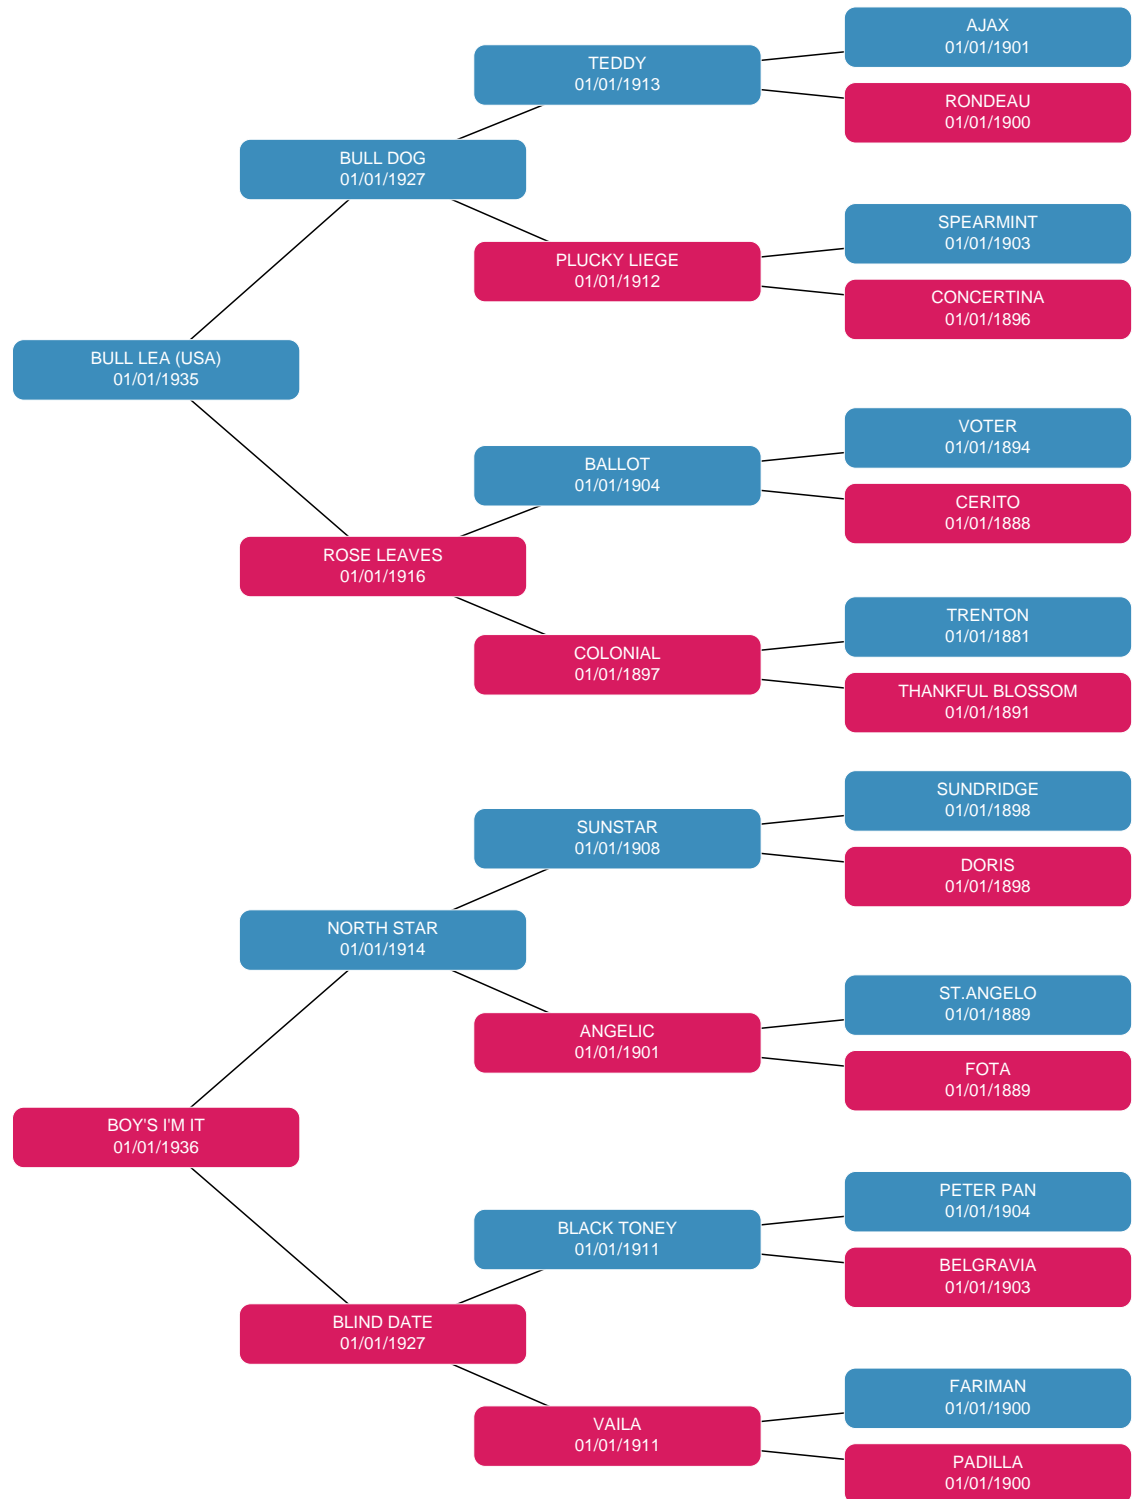 AJAX
01/01/1901
TEDDY
01/01/1913
RONDEAU
01/01/1900
BULL DOG
01/01/1927
SPEARMINT
01/01/1903
PLUCKY LIEGE
01/01/1912
CONCERTINA
01/01/1896
BULL LEA (USA)
01/01/1935
VOTER
01/01/1894
BALLOT
01/01/1904
CERITO
01/01/1888
ROSE LEAVES
01/01/1916
TRENTON
01/01/1881
COLONIAL
01/01/1897
THANKFUL BLOSSOM
01/01/1891
SUNDRIDGE
01/01/1898
SUNSTAR
01/01/1908
DORIS
01/01/1898
NORTH STAR
01/01/1914
ST.ANGELO
01/01/1889
ANGELIC
01/01/1901
FOTA
01/01/1889
BOY'S I'M IT
01/01/1936
PETER PAN
01/01/1904
BLACK TONEY
01/01/1911
BELGRAVIA
01/01/1903
BLIND DATE
01/01/1927
FARIMAN
01/01/1900
VAILA
01/01/1911
PADILLA
01/01/1900